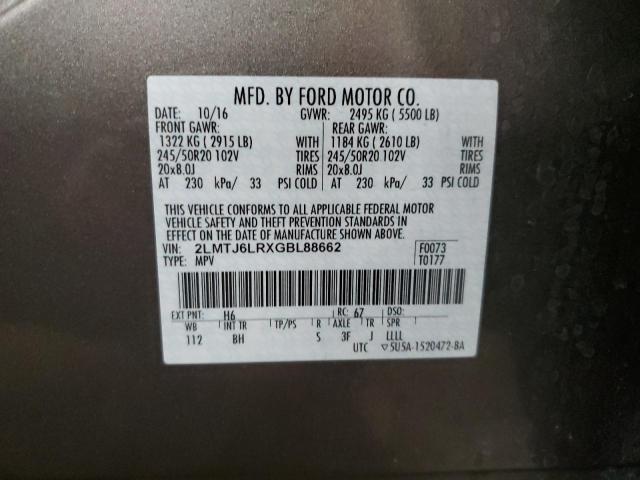 MFD. BY FORD MOTOR CO.
DATE: 10/16 GVWR: 2495 KG ( 5500 LB)
FRONT GAWR: REAR GAWR:
1322 KG ( 2915 LB) WITH 1184 KG ( 2610 LB) WITH
245/50R20 102V TIRES 245/50R20 102V TIRES
20x8.0J RIMS 20x8.0J RIMS
AT 230 kPa/ 33 PSI COLD AT 230 kPa/ 33 PSI COLD
THIS VEHICLE CONFORMS TO ALL APPLICABLE FEDERAL MOTOR
VEHICLE SAFETY AND THEFT PREVENTION STANDARDS IN
EFFECT ON THE DATE OF MANUFACTURE SHOWN ABOVE.
VIN: 2LMTJ6LRXGBL88662 F0073
TYPE: MPV T0177
EXT PNT: H6 RC: 67 DSO:
WB INT TR TP/PS R AXLE TR SPR
112 BH S 3F J LLLL
UTC ▽5U5A-1520472-BA